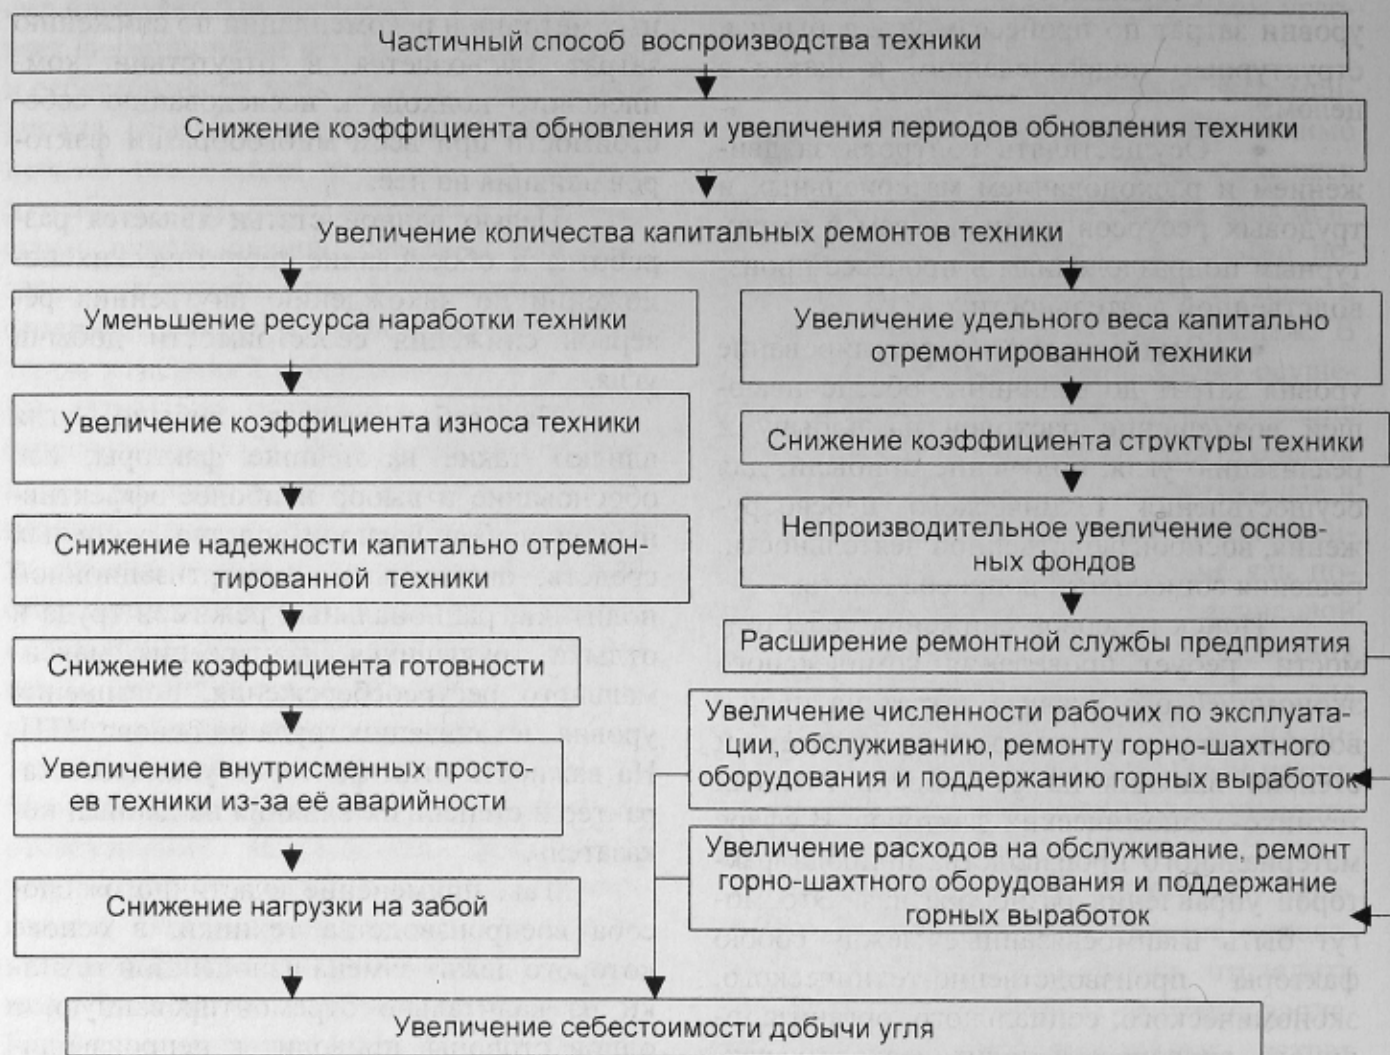 Частичный способ воспроизводства техники
Снижение коэффициента обновления и увеличения периодов обновления техники
Увеличение количества капитальных ремонтов техники
Уменьшение ресурса наработки техники
Увеличение коэффициента износа техники
Снижение надежности капитально отремон-
тированной техники
Снижение коэффициента готовности
Увеличение внутрисменных просто-
ев техники из-за её аварийности
Снижение нагрузки на забой
Увеличение удельного веса капитально
отремонтированной техники
Снижение коэффициента структуры техники
Непроизводительное увеличение основ-
ных фондов
Расширение ремонтной службы предприятия
Увеличение численности рабочих по эксплуата-
ции, обслуживанию, ремонту горно-шахтного
оборудования и поддержанию горных выработок
Увеличение расходов на обслуживание, ремонт
горно-шахтного оборудования и поддержание
горных выработок
Увеличение себестоимости добычи угля